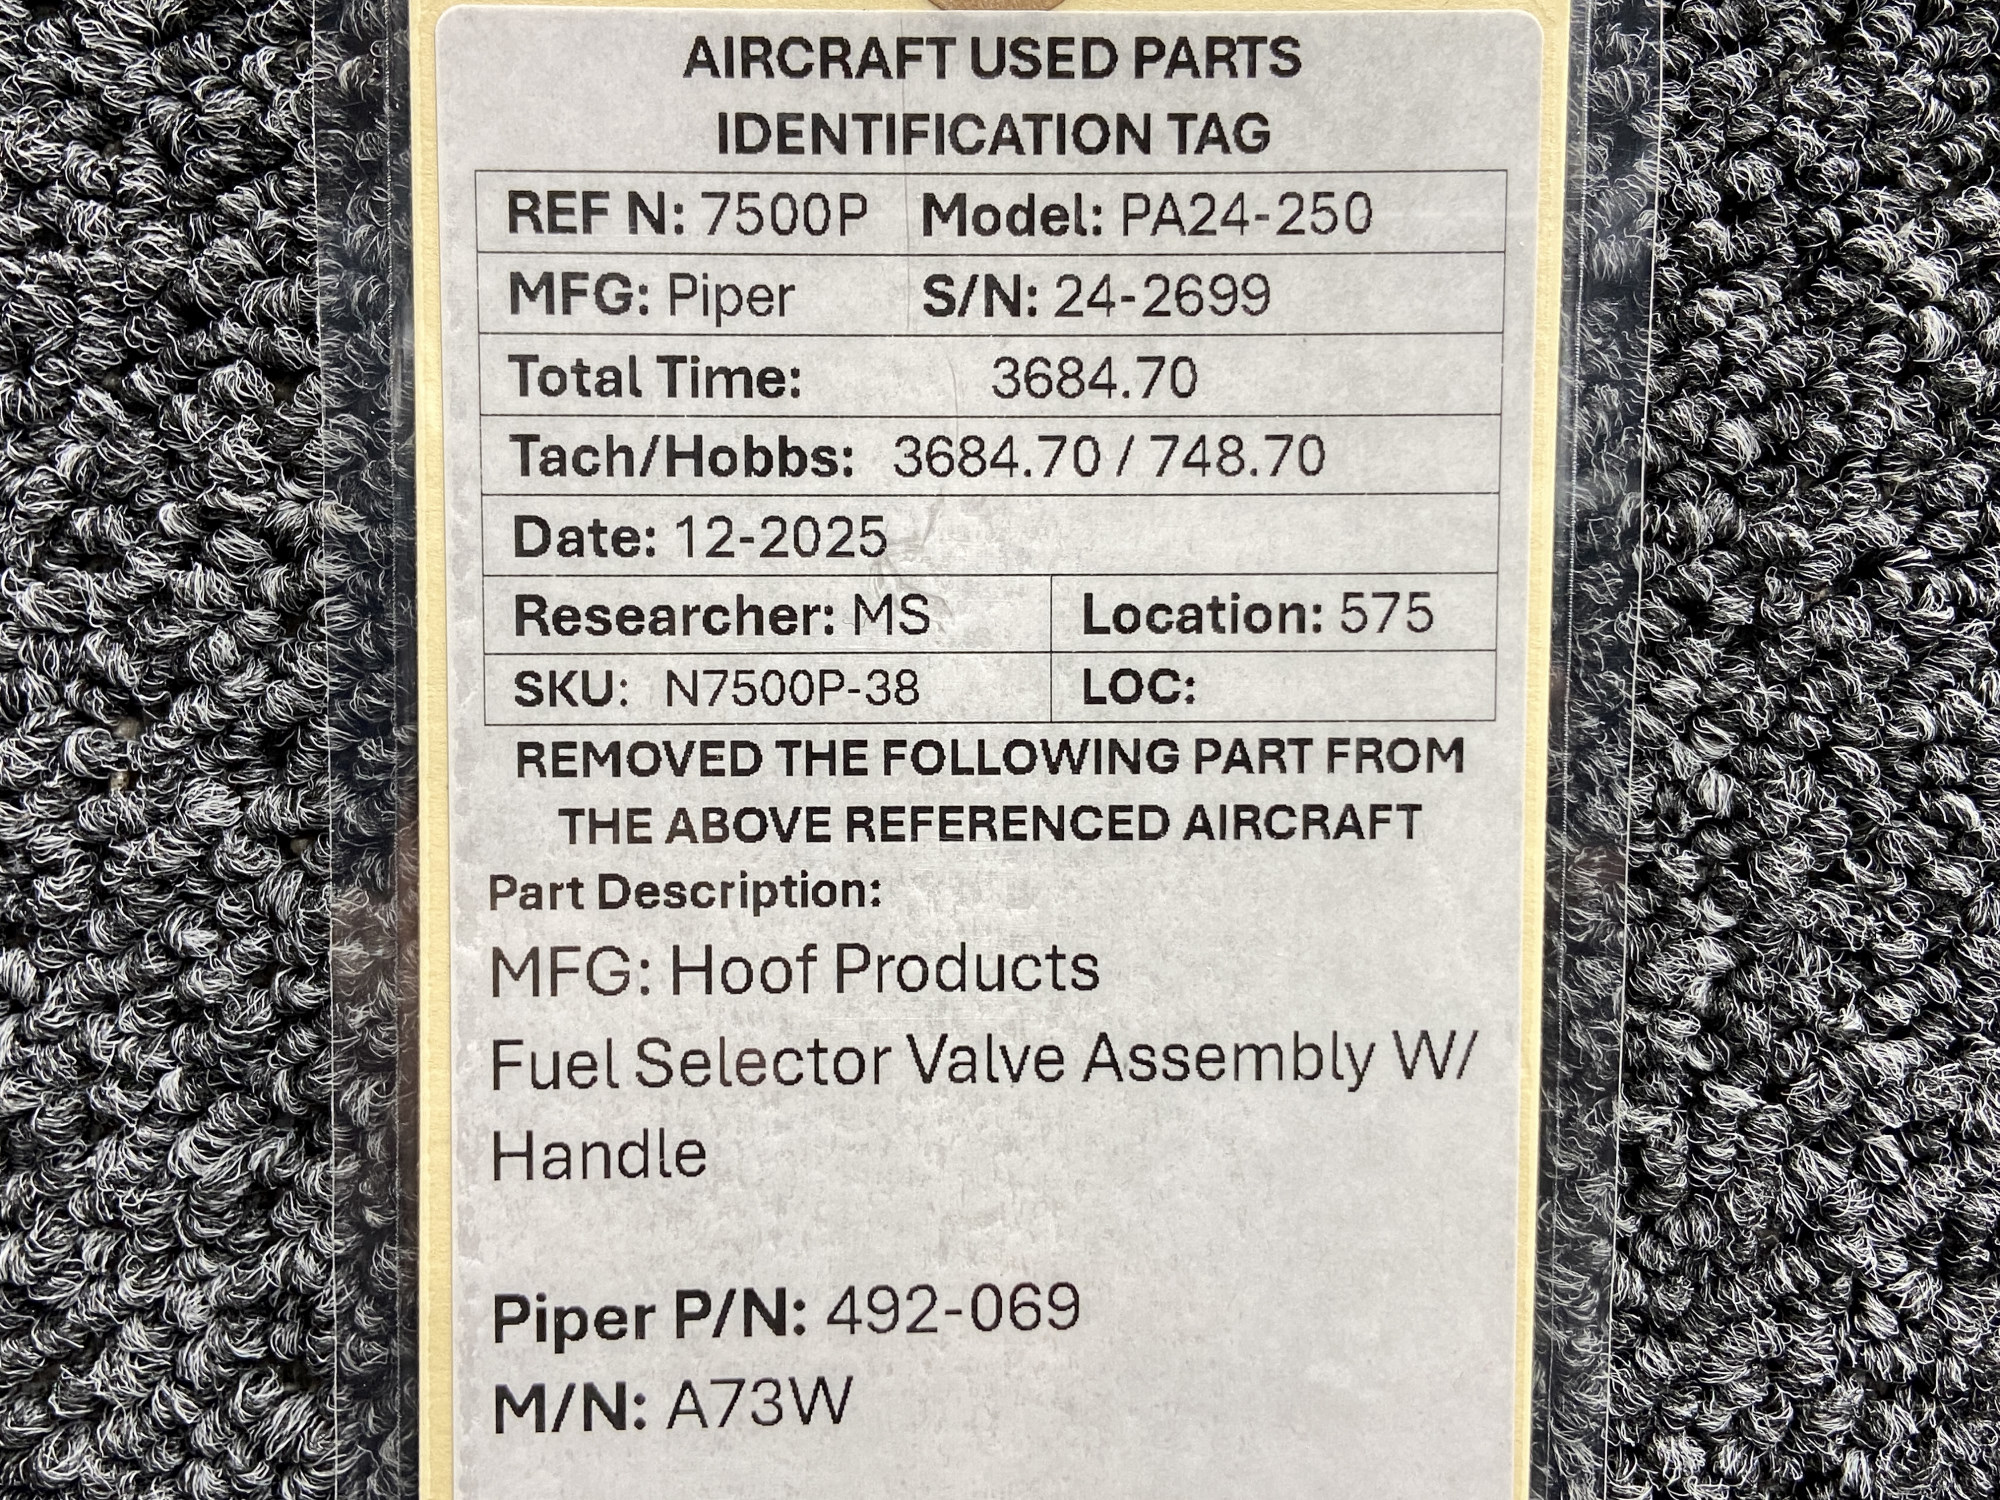 AIRCRAFT USED PARTS
IDENTIFICATION TAG
REF N: 7500P Model: PA24-250
MFG: Piper S/N: 24-2699
Total Time: 3684.70
Tach/Hobbs: 3684.70 / 748.70
Date: 12-2025
Researcher: MS Location: 575
SKU: N7500P-38 LOC:
REMOVED THE FOLLOWING PART FROM
THE ABOVE REFERENCED AIRCRAFT
Part Description:
MFG: Hoof Products
Fuel Selector Valve Assembly W/
Handle
Piper P/N: 492-069
M/N: A73W